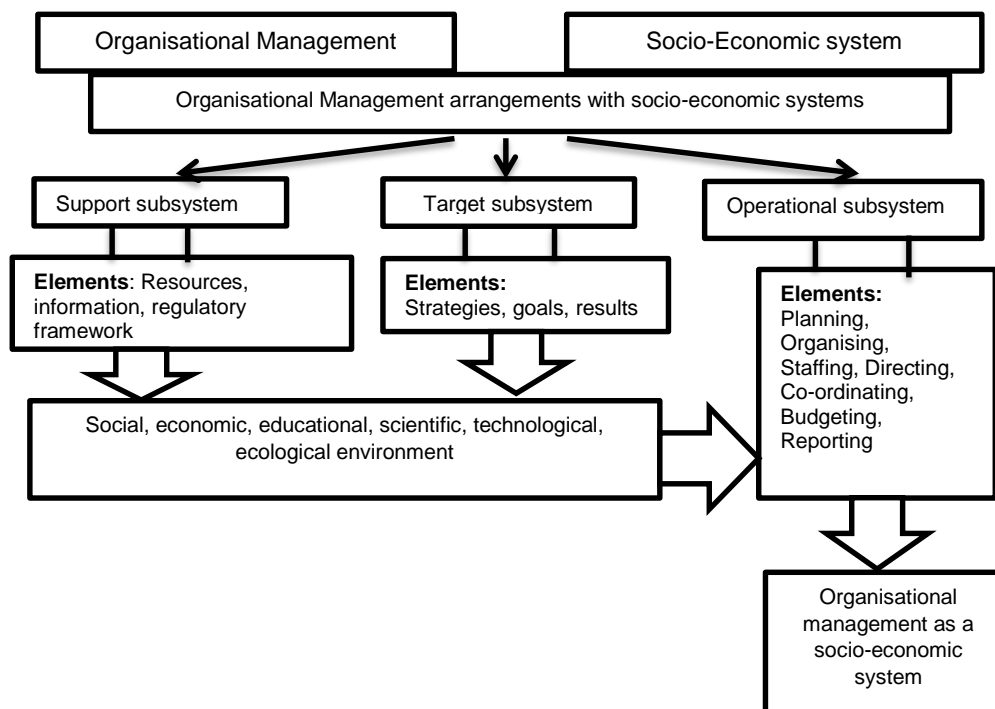 Organisational Management
Socio-Economic system
Organisational Management arrangements with socio-economic systems
Support subsystem
Target subsystem
Operational subsystem
Elements: Resources,
information, regulatory
framework
Elements:
Strategies, goals, results
Elements:
Planning,
Organising,
Staffing, Directing,
Co-ordinating,
Budgeting,
Reporting
Social, economic, educational, scientific, technological,
ecological environment
Organisational
management as a
socio-economic
system